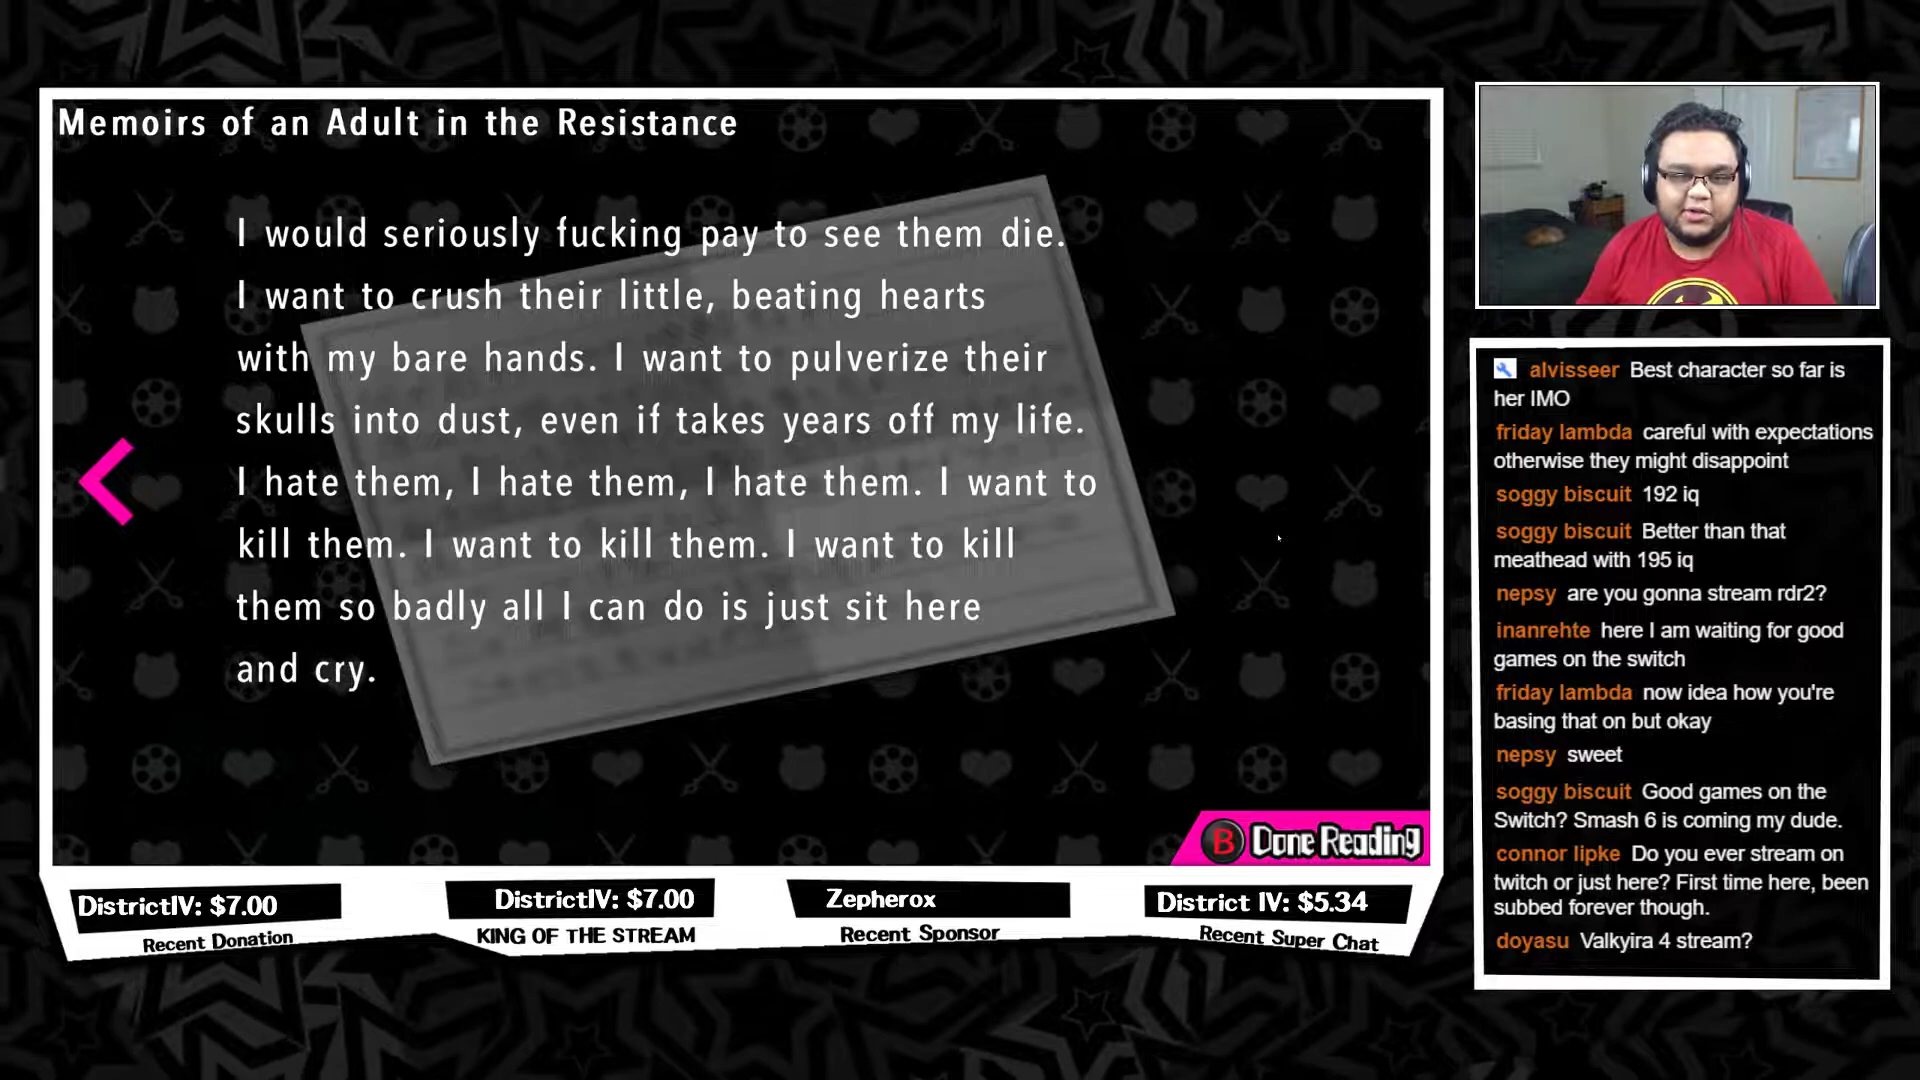 Memoirs of an Adult in the Resistance
I would seriously fucking pay to see them die.
I want to crush their little, beating hearts
with my bare hands. I want to pulverize their
skulls into dust, even if takes years off my life.
I hate them, I hate them, I hate them. I want to
kill them. I want to kill them. I want to kill
them so badly all I can do is just sit here
and cry.
B Done Reading
DistrictIV: $7.00
Recent Donation
DistrictIV: $7.00
KING OF THE STREAM
Zepherox
Recent Sponsor
District IV: $5.34
Recent Super Chat
alvisseer Best character so far is
her IMO
friday lambda careful with expectations
otherwise they might disappoint
soggy biscuit 192 iq
soggy biscuit Better than that
meathead with 195 iq
nepsy are you gonna stream rdr2?
inanrehte here I am waiting for good
games on the switch
friday lambda now idea how you're
basing that on but okay
nepsy sweet
soggy biscuit Good games on the
Switch? Smash 6 is coming my dude.
connor lipke Do you ever stream on
twitch or just here? First time here, been
subbed forever though.
doyasu Valkyira 4 stream?